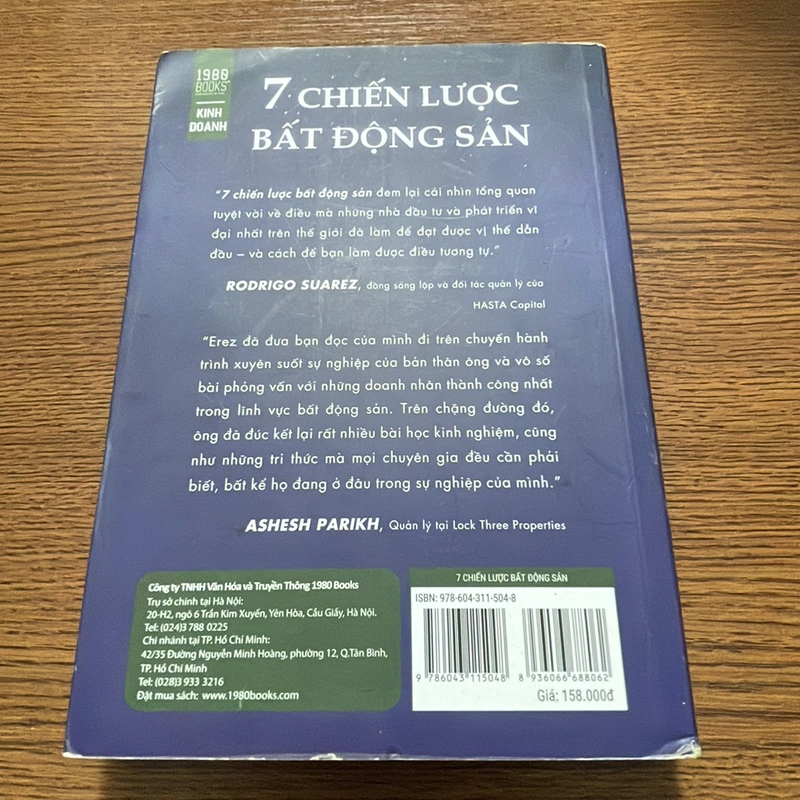 1980
BOOKS
KINH
DOANH
7 CHIẾN LƯỢC
BẤT ĐỘNG SẢN
"7 chiến lược bất động sản đem lại cái nhìn tổng quan
tuyệt vời về điều mà những nhà đầu tư và phát triển vĩ
đại nhất trên thế giới đã làm để đạt được vị thế dẫn
đầu – và cách để bạn làm được điều tương tự."
RODRIGO SUAREZ, đồng sáng lập và đối tác quản lý của
HASTA Capital
"Erez đã đưa bạn đọc của mình đi trên chuyến hành
trình xuyên suốt sự nghiệp của bản thân ông và vô số
bài phỏng vấn với những doanh nhân thành công nhất
trong lĩnh vực bất động sản. Trên chặng đường đó,
ông đã đúc kết lại rất nhiều bài học kinh nghiệm, cũng
như những tri thức mà mọi chuyên gia đều cần phải
biết, bất kể họ đang ở đâu trong sự nghiệp của mình."
ASHESH PARIKH, Quản lý tại Lock Three Properties
Công ty TNHH Văn Hóa và Truyền Thông 1980 Books
Trụ sở chính tại Hà Nội:
20-H2, ngõ 6 Trần Kim Xuyến, Yên Hòa, Cầu Giấy, Hà Nội.
Tel: (024)3 788 0225
Chi nhánh tại TP. Hồ Chí Minh:
42/35 Đường Nguyễn Minh Hoàng, phường 12, Q.Tân Bình,
TP. Hồ Chí Minh
Tel: (028)3 933 3216
Đặt mua sách: www.1980books.com
7 CHIẾN LƯỢC BẤT ĐỘNG SẢN
ISBN: 978-604-311-504-8
9 786043 115048
8 936066 688062
Giá: 158.000đ